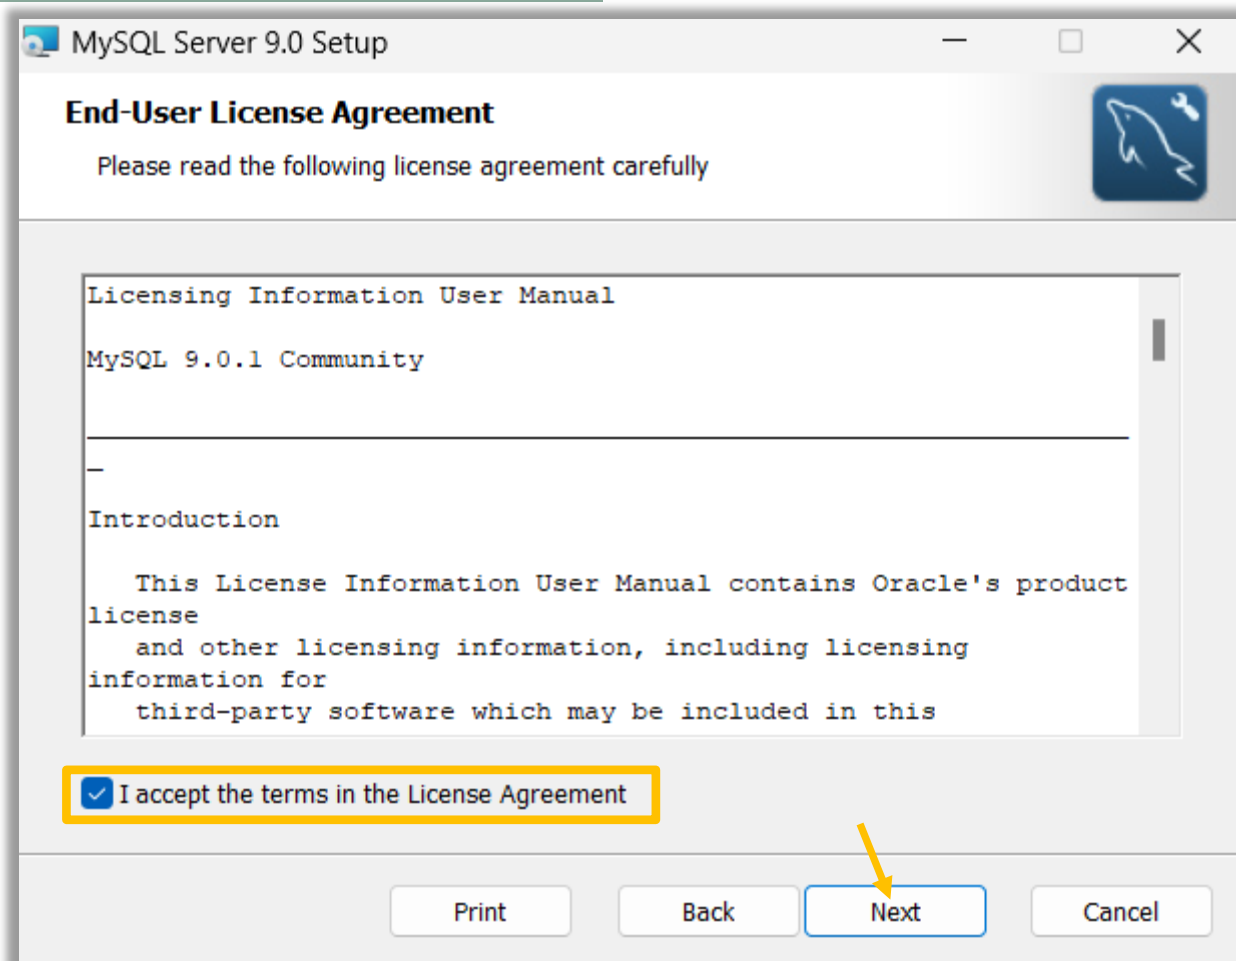 MySQL Server 9.0 Setup
End-User License Agreement
Please read the following license agreement carefully
Licensing Information User Manual
MySQL 9.0.1 Community
Introduction
This License Information User Manual contains Oracle's product
license
and other licensing information, including licensing
information for
third-party software which may be included in this
I accept the terms in the License Agreement
Print Back Next Cancel